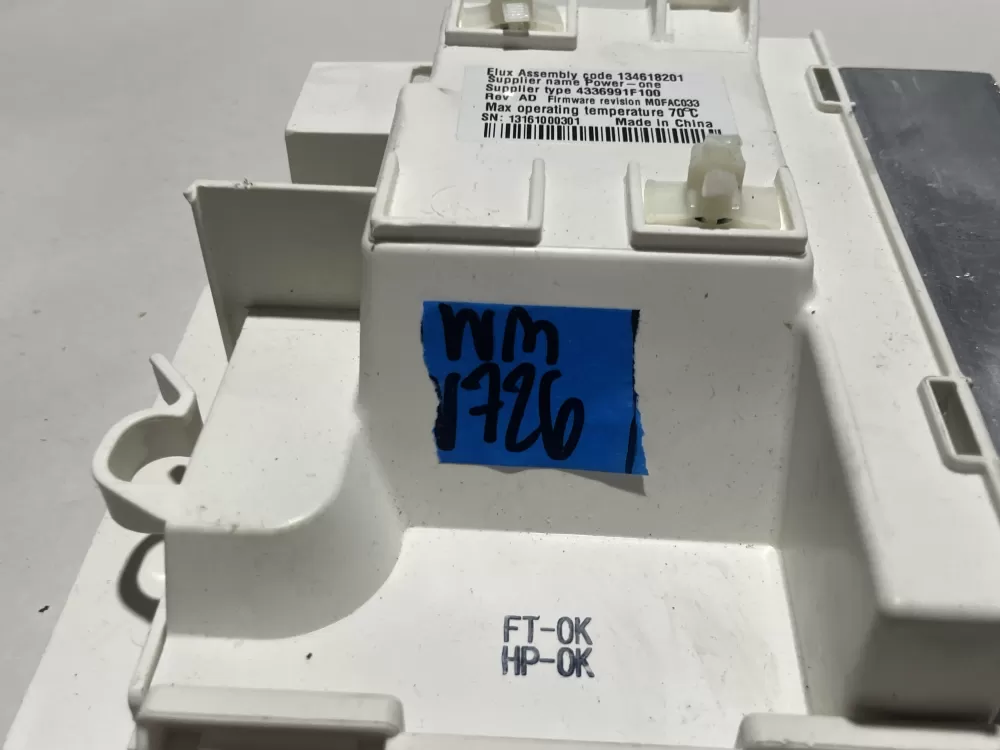 Elux Assembly code 134618201
Supplier name Power-one
Supplier type 4336991F100
Rev AD Firmware revision M0FAC033
Max operating temperature 70°C
SN: 13161000301 Made in China
WM
1726
FT-OK
HP-OK